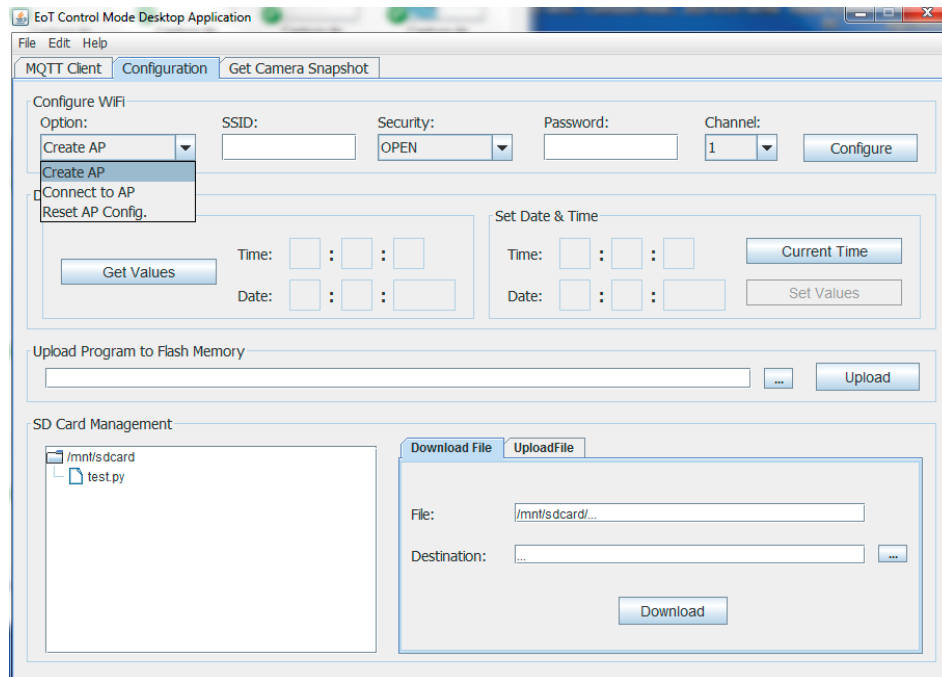 EoT Control Mode Desktop Application
File Edit Help
MQTT Client Configuration Get Camera Snapshot
Configure WiFi
Option: SSID: Security: Password: Channel:
Create AP OPEN 1 Configure
Create AP
Connect to AP
Reset AP Config.
Set Date & Time
Time: : : Time: : : Current Time
Get Values
Date: : : Date: : : Set Values
Upload Program to Flash Memory
... Upload
SD Card Management
/mnt/sdcard
test.py
Download File UploadFile
File: /mnt/sdcard/...
Destination: ... ...
Download